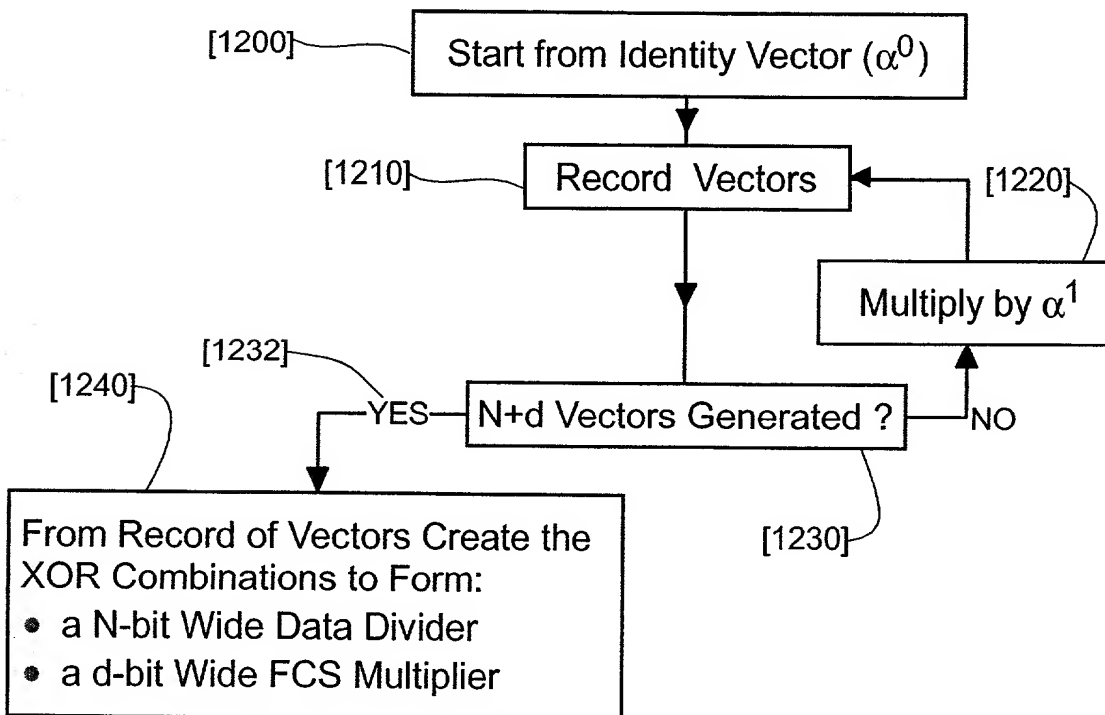 [1200]
Start from Identity Vector (α⁰)
[1210]
Record Vectors
[1220]
Multiply by α¹
[1232]
[1240]
YES
N+d Vectors Generated ?
NO
[1230]
From Record of Vectors Create the
XOR Combinations to Form:
• a N-bit Wide Data Divider
• a d-bit Wide FCS Multiplier